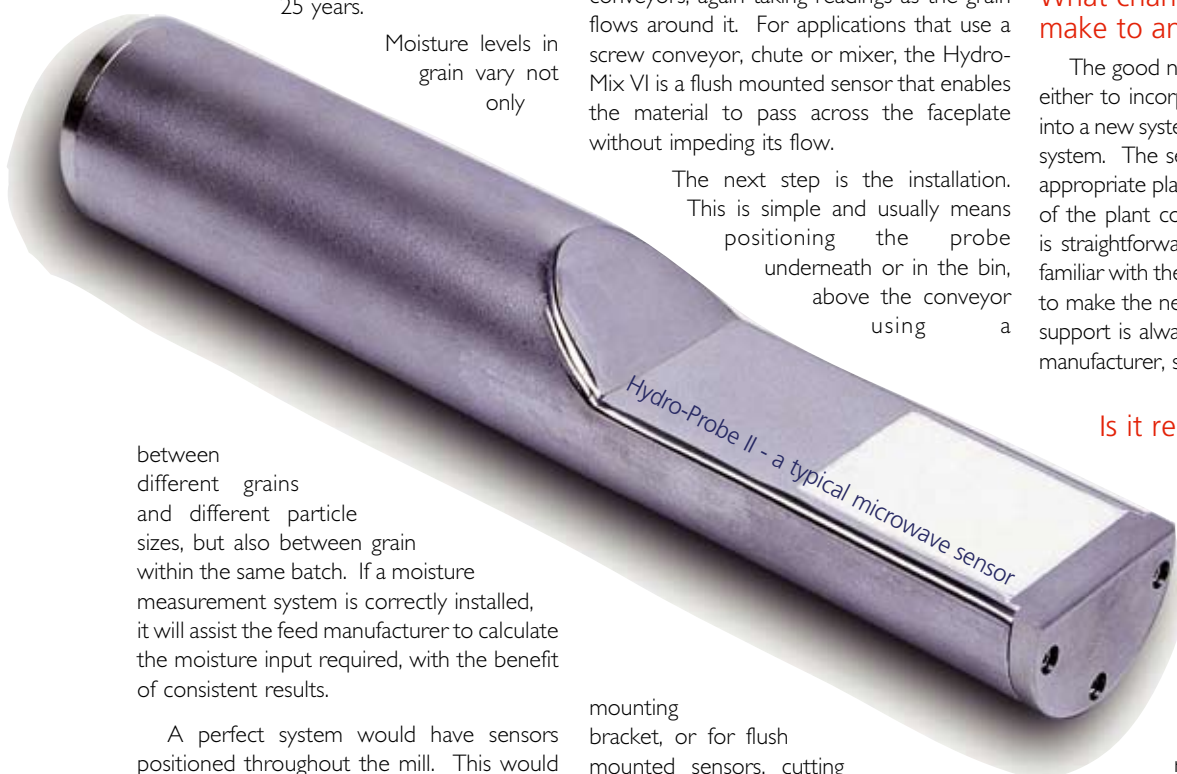 25 years.
Moisture levels in
grain vary not
only
between
different grains
and different particle
sizes, but also between grain
within the same batch. If a moisture
measurement system is correctly installed,
it will assist the feed manufacturer to calculate
the moisture input required, with the benefit
of consistent results.
A perfect system would have sensors
positioned throughout the mill. This would
conveyors, again taking readings as the grain
flows around it. For applications that use a
screw conveyor, chute or mixer, the Hydro-
Mix VI is a flush mounted sensor that enables
the material to pass across the faceplate
without impeding its flow.
The next step is the installation.
This is simple and usually means
positioning the probe
underneath or in the bin,
above the conveyor
using a
mounting
bracket, or for flush
mounted sensors, cutting
Hydro-Probe II - a typical microwave sensor
make to an
The good n
either to incorp
into a new syste
system. The se
appropriate pla
of the plant co
is straightforwa
familiar with the
to make the ne
support is alwa
manufacturer, s
Is it re